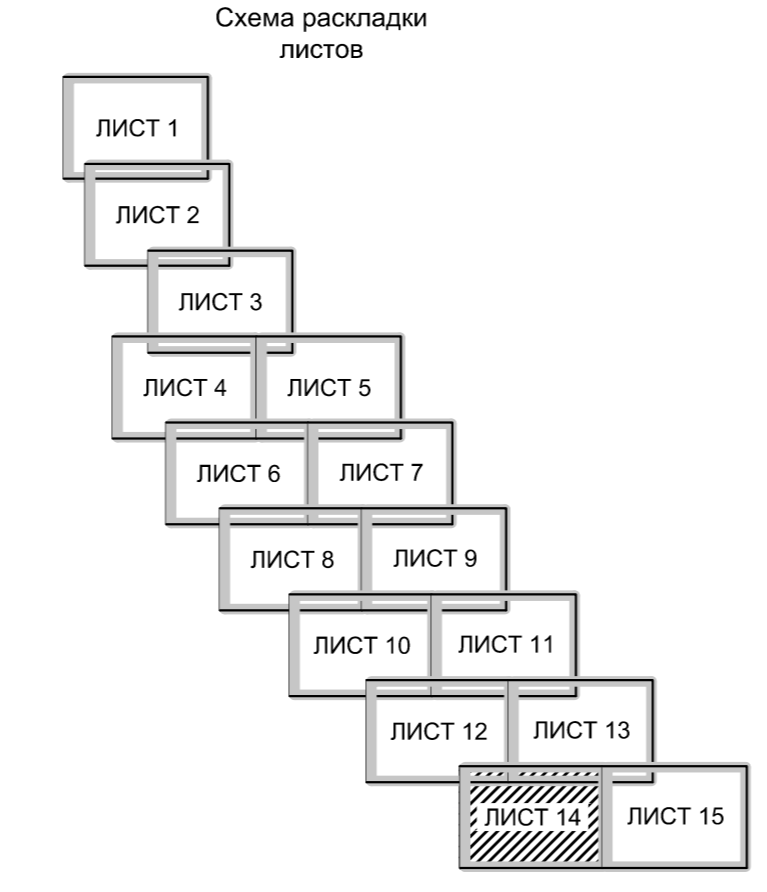 Схема раскладки
листов
ЛИСТ 1
ЛИСТ 2
ЛИСТ 3
ЛИСТ 4 ЛИСТ 5
ЛИСТ 6 ЛИСТ 7
ЛИСТ 8 ЛИСТ 9
ЛИСТ 10 ЛИСТ 11
ЛИСТ 12 ЛИСТ 13
ЛИСТ 14 ЛИСТ 15